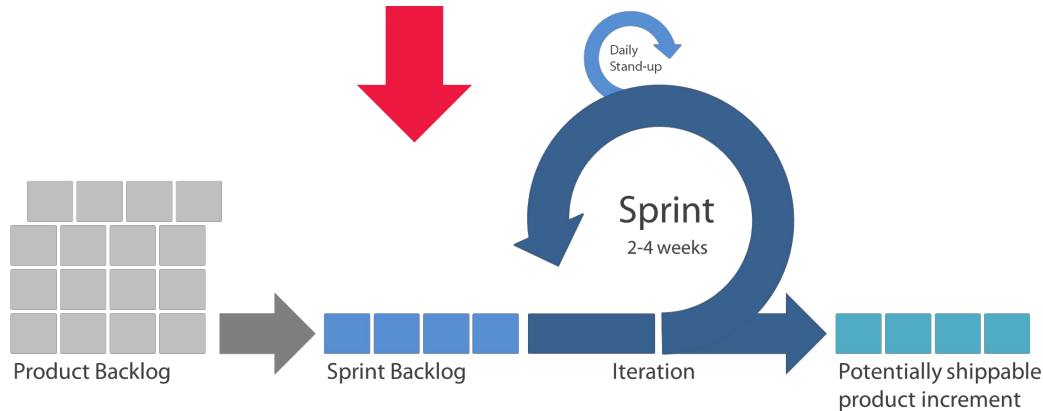 Daily
Stand-up
Sprint
2-4 weeks
Product Backlog
Sprint Backlog
Iteration
Potentially shippable
product increment